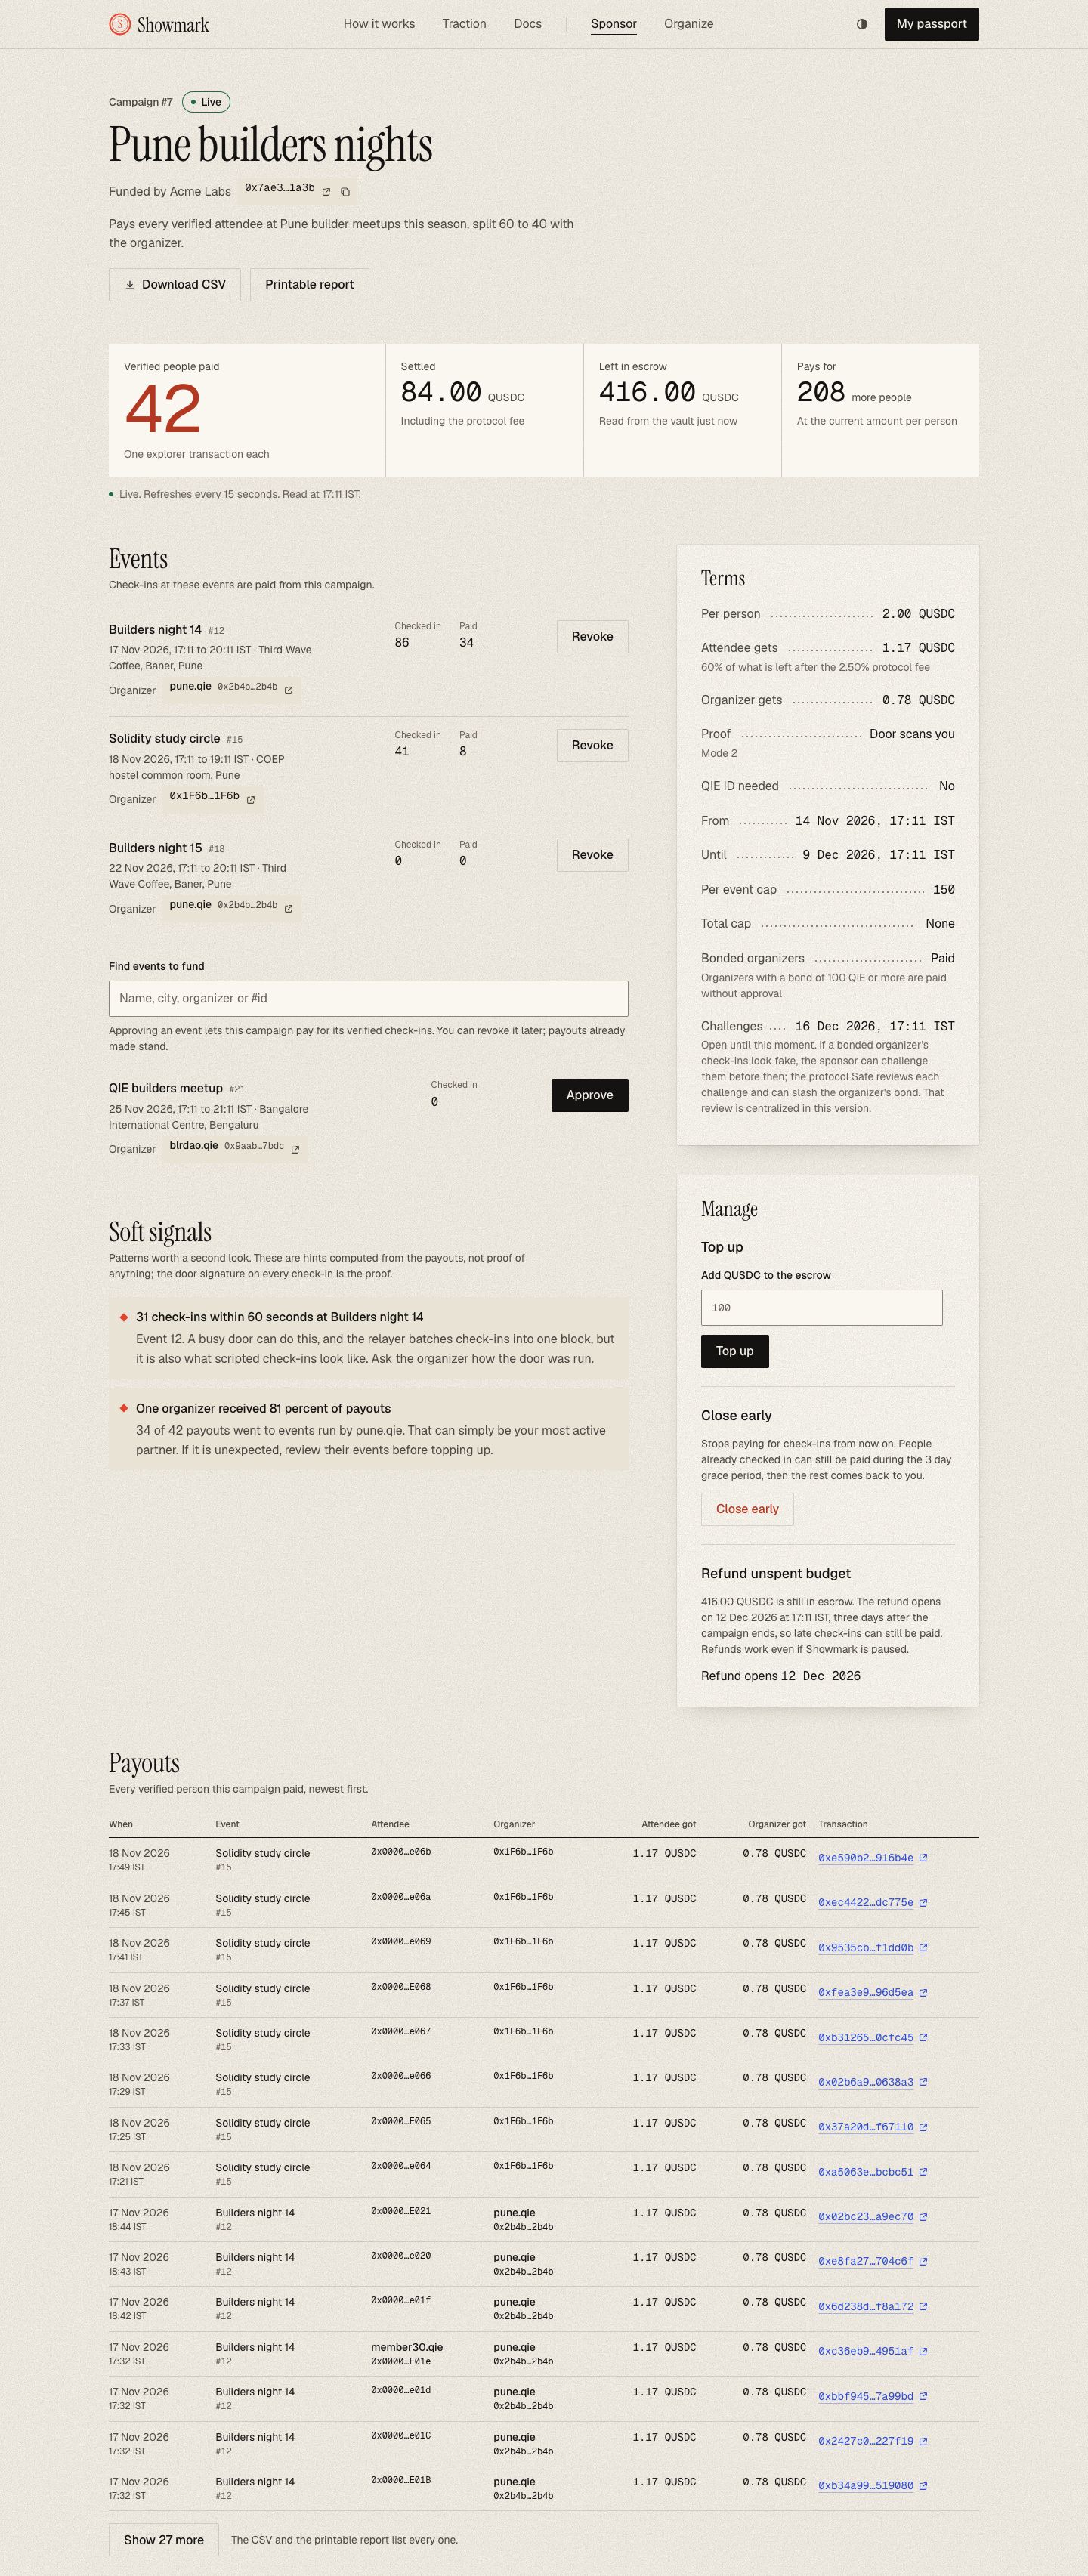 Showmark
How it works Traction Docs Sponsor Organize
My passport
Campaign #7 Live
Pune builders nights
Funded by Acme Labs 0x7ae3…1a3b
Pays every verified attendee at Pune builder meetups this season, split 60 to 40 with
the organizer.
Download CSV Printable report
Verified people paid
42
One explorer transaction each
Settled
84.00 QUSDC
Including the protocol fee
Left in escrow
416.00 QUSDC
Read from the vault just now
Pays for
208 more people
At the current amount per person
Live. Refreshes every 15 seconds. Read at 17:11 IST.
Events
Check-ins at these events are paid from this campaign.
Builders night 14 #12
17 Nov 2026, 17:11 to 20:11 IST · Third Wave
Coffee, Baner, Pune
Organizer pune.qie 0x2b4b…2b4b
Checked in Paid
86 34
Revoke
Solidity study circle #15
18 Nov 2026, 17:11 to 19:11 IST · COEP
hostel common room, Pune
Organizer 0x1F6b…1F6b
Checked in Paid
41 8
Revoke
Builders night 15 #18
22 Nov 2026, 17:11 to 20:11 IST · Third
Wave Coffee, Baner, Pune
Organizer pune.qie 0x2b4b…2b4b
Checked in Paid
0 0
Revoke
Find events to fund
Name, city, organizer or #id
Approving an event lets this campaign pay for its verified check-ins. You can revoke it later; payouts already
made stand.
QIE builders meetup #21
25 Nov 2026, 17:11 to 21:11 IST · Bangalore
International Centre, Bengaluru
Organizer blrdao.qie 0x9aab…7bdc
Checked in
0
Approve
Soft signals
Patterns worth a second look. These are hints computed from the payouts, not proof of
anything; the door signature on every check-in is the proof.
31 check-ins within 60 seconds at Builders night 14
Event 12. A busy door can do this, and the relayer batches check-ins into one block, but
it is also what scripted check-ins look like. Ask the organizer how the door was run.
One organizer received 81 percent of payouts
34 of 42 payouts went to events run by pune.qie. That can simply be your most active
partner. If it is unexpected, review their events before topping up.
Terms
Per person 2.00 QUSDC
Attendee gets 1.17 QUSDC
60% of what is left after the 2.50% protocol fee
Organizer gets 0.78 QUSDC
Proof Door scans you
Mode 2
QIE ID needed No
From 14 Nov 2026, 17:11 IST
Until 9 Dec 2026, 17:11 IST
Per event cap 150
Total cap None
Bonded organizers Paid
Organizers with a bond of 100 QIE or more are paid
without approval
Challenges 16 Dec 2026, 17:11 IST
Open until this moment. If a bonded organizer's
check-ins look fake, the sponsor can challenge
them before then; the protocol Safe reviews each
challenge and can slash the organizer's bond. That
review is centralized in this version.
Manage
Top up
Add QUSDC to the escrow
100
Top up
Close early
Stops paying for check-ins from now on. People
already checked in can still be paid during the 3 day
grace period, then the rest comes back to you.
Close early
Refund unspent budget
416.00 QUSDC is still in escrow. The refund opens
on 12 Dec 2026 at 17:11 IST, three days after the
campaign ends, so late check-ins can still be paid.
Refunds work even if Showmark is paused.
Refund opens 12 Dec 2026
Payouts
Every verified person this campaign paid, newest first.
When Event Attendee Organizer Attendee got Organizer got Transaction
18 Nov 2026 Solidity study circle 0x0000…e06b 0x1F6b…1F6b 1.17 QUSDC 0.78 QUSDC 0xe590b2…916b4e
17:49 IST #15
18 Nov 2026 Solidity study circle 0x0000…e06a 0x1F6b…1F6b 1.17 QUSDC 0.78 QUSDC 0xec4422…dc775e
17:45 IST #15
18 Nov 2026 Solidity study circle 0x0000…e069 0x1F6b…1F6b 1.17 QUSDC 0.78 QUSDC 0x9535cb…f1dd0b
17:41 IST #15
18 Nov 2026 Solidity study circle 0x0000…E068 0x1F6b…1F6b 1.17 QUSDC 0.78 QUSDC 0xfea3e9…96d5ea
17:37 IST #15
18 Nov 2026 Solidity study circle 0x0000…e067 0x1F6b…1F6b 1.17 QUSDC 0.78 QUSDC 0xb31265…0cfc45
17:33 IST #15
18 Nov 2026 Solidity study circle 0x0000…e066 0x1F6b…1F6b 1.17 QUSDC 0.78 QUSDC 0x02b6a9…0638a3
17:29 IST #15
18 Nov 2026 Solidity study circle 0x0000…E065 0x1F6b…1F6b 1.17 QUSDC 0.78 QUSDC 0x37a20d…f67110
17:25 IST #15
18 Nov 2026 Solidity study circle 0x0000…e064 0x1F6b…1F6b 1.17 QUSDC 0.78 QUSDC 0xa5063e…bcbc51
17:21 IST #15
17 Nov 2026 Builders night 14 0x0000…E021 pune.qie 1.17 QUSDC 0.78 QUSDC 0x02bc23…a9ec70
18:44 IST #12 0x2b4b…2b4b
17 Nov 2026 Builders night 14 0x0000…e020 pune.qie 1.17 QUSDC 0.78 QUSDC 0xe8fa27…704c6f
18:43 IST #12 0x2b4b…2b4b
17 Nov 2026 Builders night 14 0x0000…e01f pune.qie 1.17 QUSDC 0.78 QUSDC 0x6d238d…f8a172
18:42 IST #12 0x2b4b…2b4b
17 Nov 2026 Builders night 14 member30.qie pune.qie 1.17 QUSDC 0.78 QUSDC 0xc36eb9…4951af
17:32 IST #12 0x0000…E01e 0x2b4b…2b4b
17 Nov 2026 Builders night 14 0x0000…e01d pune.qie 1.17 QUSDC 0.78 QUSDC 0xbbf945…7a99bd
17:32 IST #12 0x2b4b…2b4b
17 Nov 2026 Builders night 14 0x0000…e01C pune.qie 1.17 QUSDC 0.78 QUSDC 0x2427c0…227f19
17:32 IST #12 0x2b4b…2b4b
17 Nov 2026 Builders night 14 0x0000…E01B pune.qie 1.17 QUSDC 0.78 QUSDC 0xb34a99…519080
17:32 IST #12 0x2b4b…2b4b
Show 27 more The CSV and the printable report list every one.